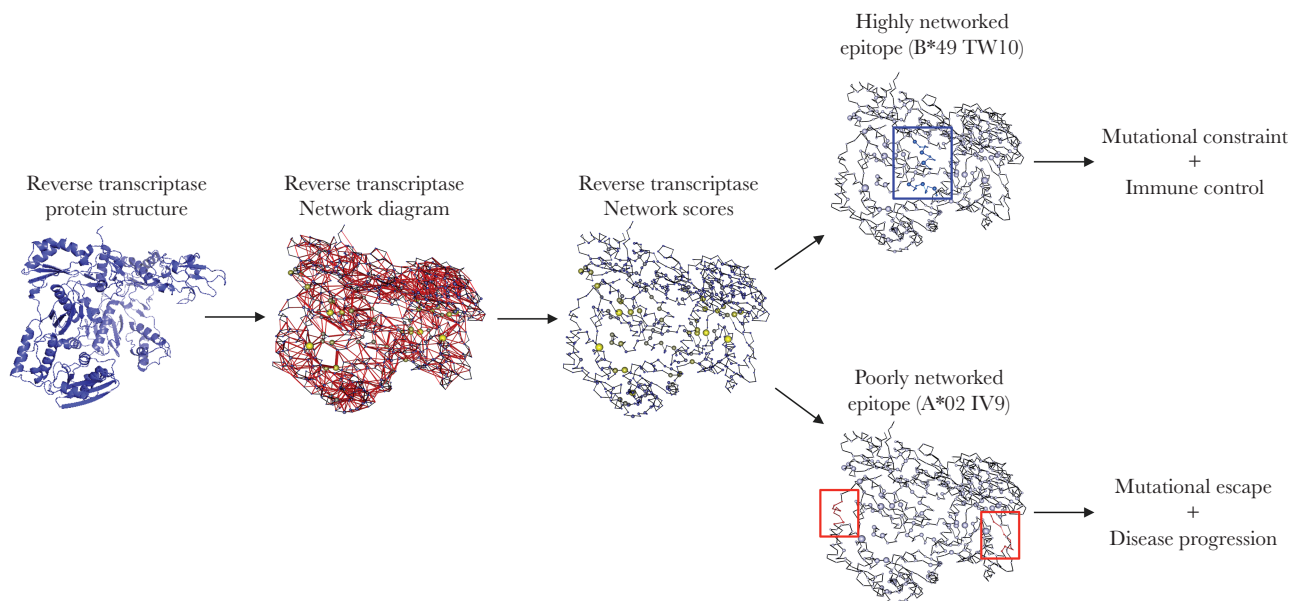 Reverse transcriptase
protein structure
Reverse transcriptase
Network diagram
Reverse transcriptase
Network scores
Highly networked
epitope (B*49 TW10)
Mutational constraint
+
Immune control
Poorly networked
epitope (A*02 IV9)
Mutational escape
+
Disease progression